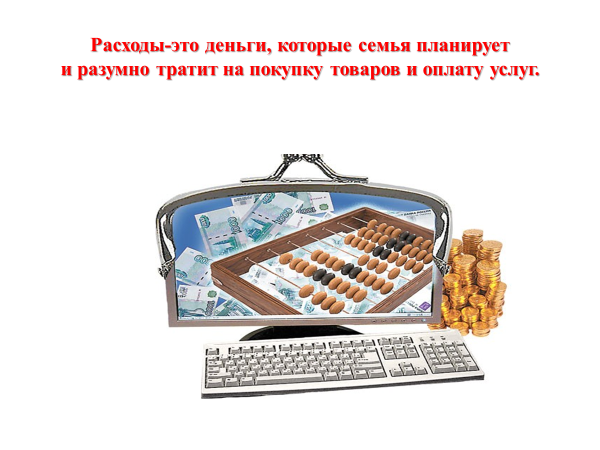 Расходы-это деньги, которые семья планирует
и разумно тратит на покупку товаров и оплату услуг.